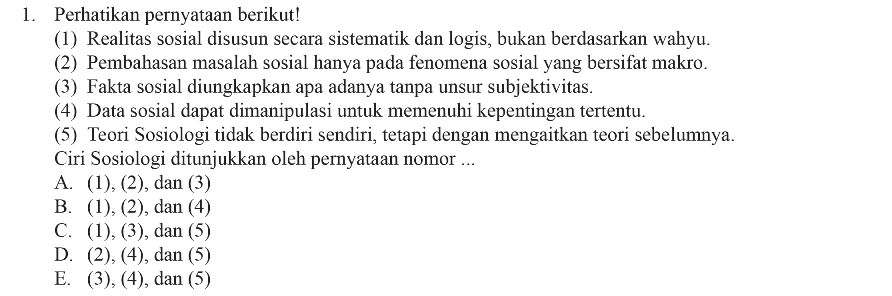 1. Perhatikan pernyataan berikut!
(1) Realitas sosial disusun secara sistematik dan logis, bukan berdasarkan wahyu.
(2) Pembahasan masalah sosial hanya pada fenomena sosial yang bersifat makro.
(3) Fakta sosial diungkapkan apa adanya tanpa unsur subjektivitas.
(4) Data sosial dapat dimanipulasi untuk memenuhi kepentingan tertentu.
(5) Teori Sosiologi tidak berdiri sendiri, tetapi dengan mengaitkan teori sebelumnya.
Ciri Sosiologi ditunjukkan oleh pernyataan nomor ...
A. (1), (2), dan (3)
B. (1), (2), dan (4)
C. (1), (3), dan (5)
D. (2), (4), dan (5)
E. (3), (4), dan (5)